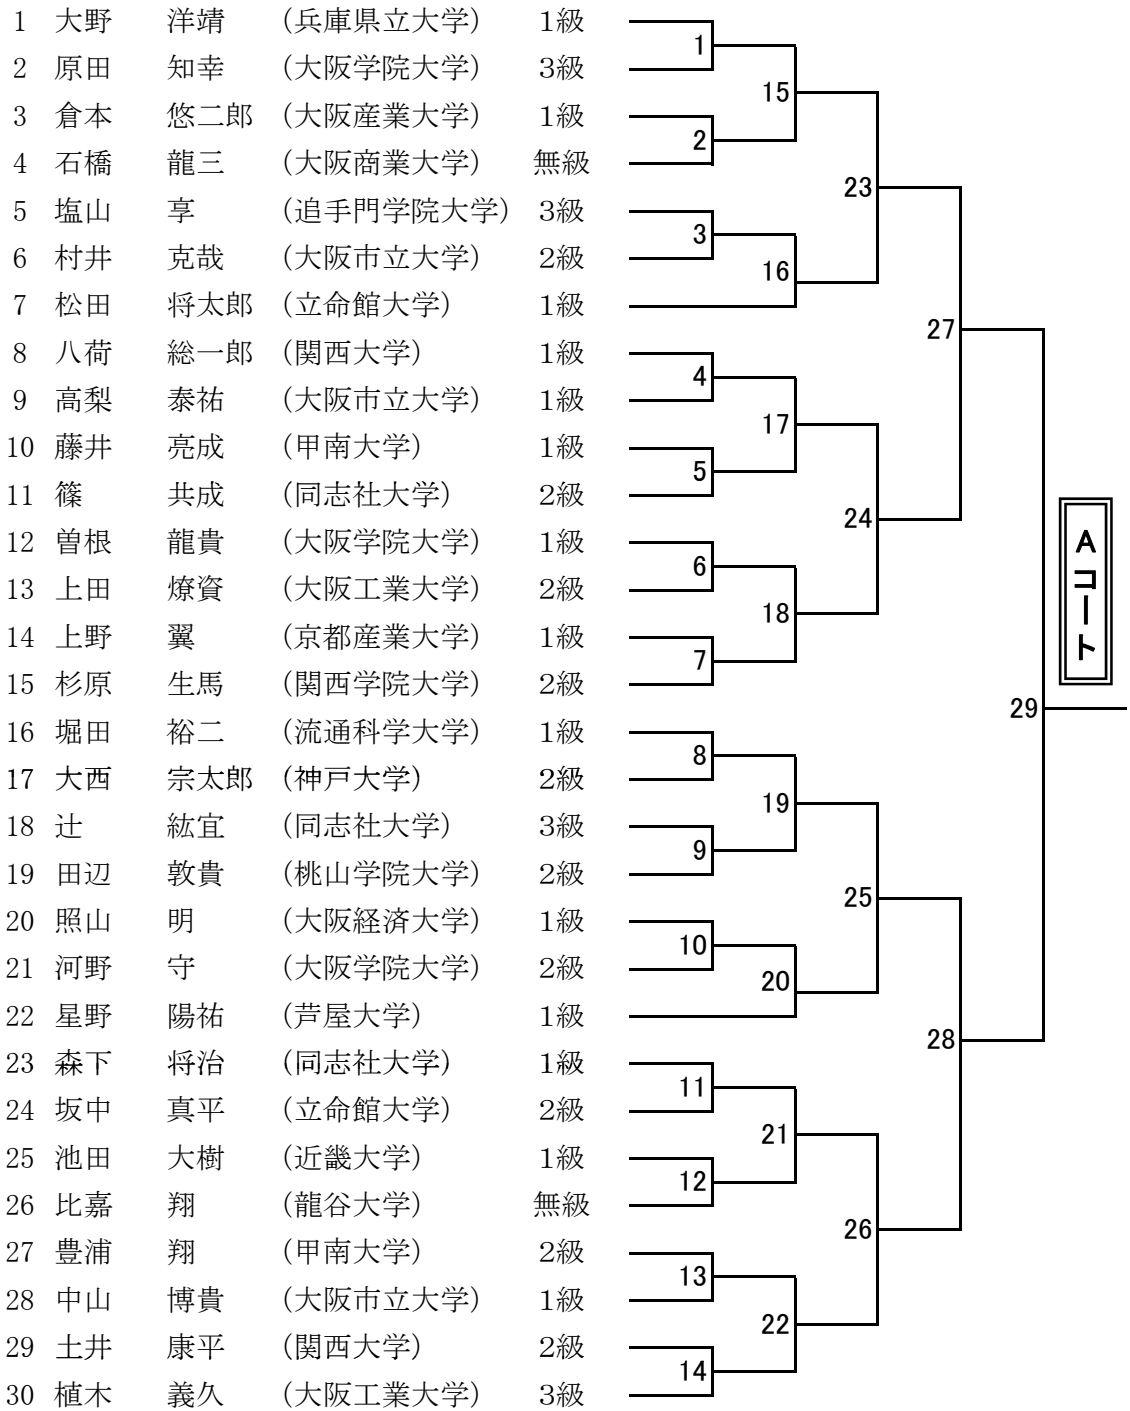 1 大野 洋靖 (兵庫県立大学) 1級
2 原田 知幸 (大阪学院大学) 3級
3 倉本 悠二郎 (大阪産業大学) 1級
4 石橋 龍三 (大阪商業大学) 無級
5 塩山 享 (追手門学院大学) 3級
6 村井 克哉 (大阪市立大学) 2級
7 松田 将太郎 (立命館大学) 1級
8 八荷 総一郎 (関西大学) 1級
9 高梨 泰祐 (大阪市立大学) 1級
10 藤井 亮成 (甲南大学) 1級
11 篠 共成 (同志社大学) 2級
12 曽根 龍貴 (大阪学院大学) 1級
13 上田 燎資 (大阪工業大学) 2級
14 上野 翼 (京都産業大学) 1級
15 杉原 生馬 (関西学院大学) 2級
16 堀田 裕二 (流通科学大学) 1級
17 大西 宗太郎 (神戸大学) 2級
18 辻 紘宜 (同志社大学) 3級
19 田辺 敦貴 (桃山学院大学) 2級
20 照山 明 (大阪経済大学) 1級
21 河野 守 (大阪学院大学) 2級
22 星野 陽祐 (芦屋大学) 1級
23 森下 将治 (同志社大学) 1級
24 坂中 真平 (立命館大学) 2級
25 池田 大樹 (近畿大学) 1級
26 比嘉 翔 (龍谷大学) 無級
27 豊浦 翔 (甲南大学) 2級
28 中山 博貴 (大阪市立大学) 1級
29 土井 康平 (関西大学) 2級
30 植木 義久 (大阪工業大学) 3級
1
2
3
4
5
6
7
8
9
10
11
12
13
14
15
16
17
18
19
20
21
22
23
24
25
26
27
28
29
Aコート